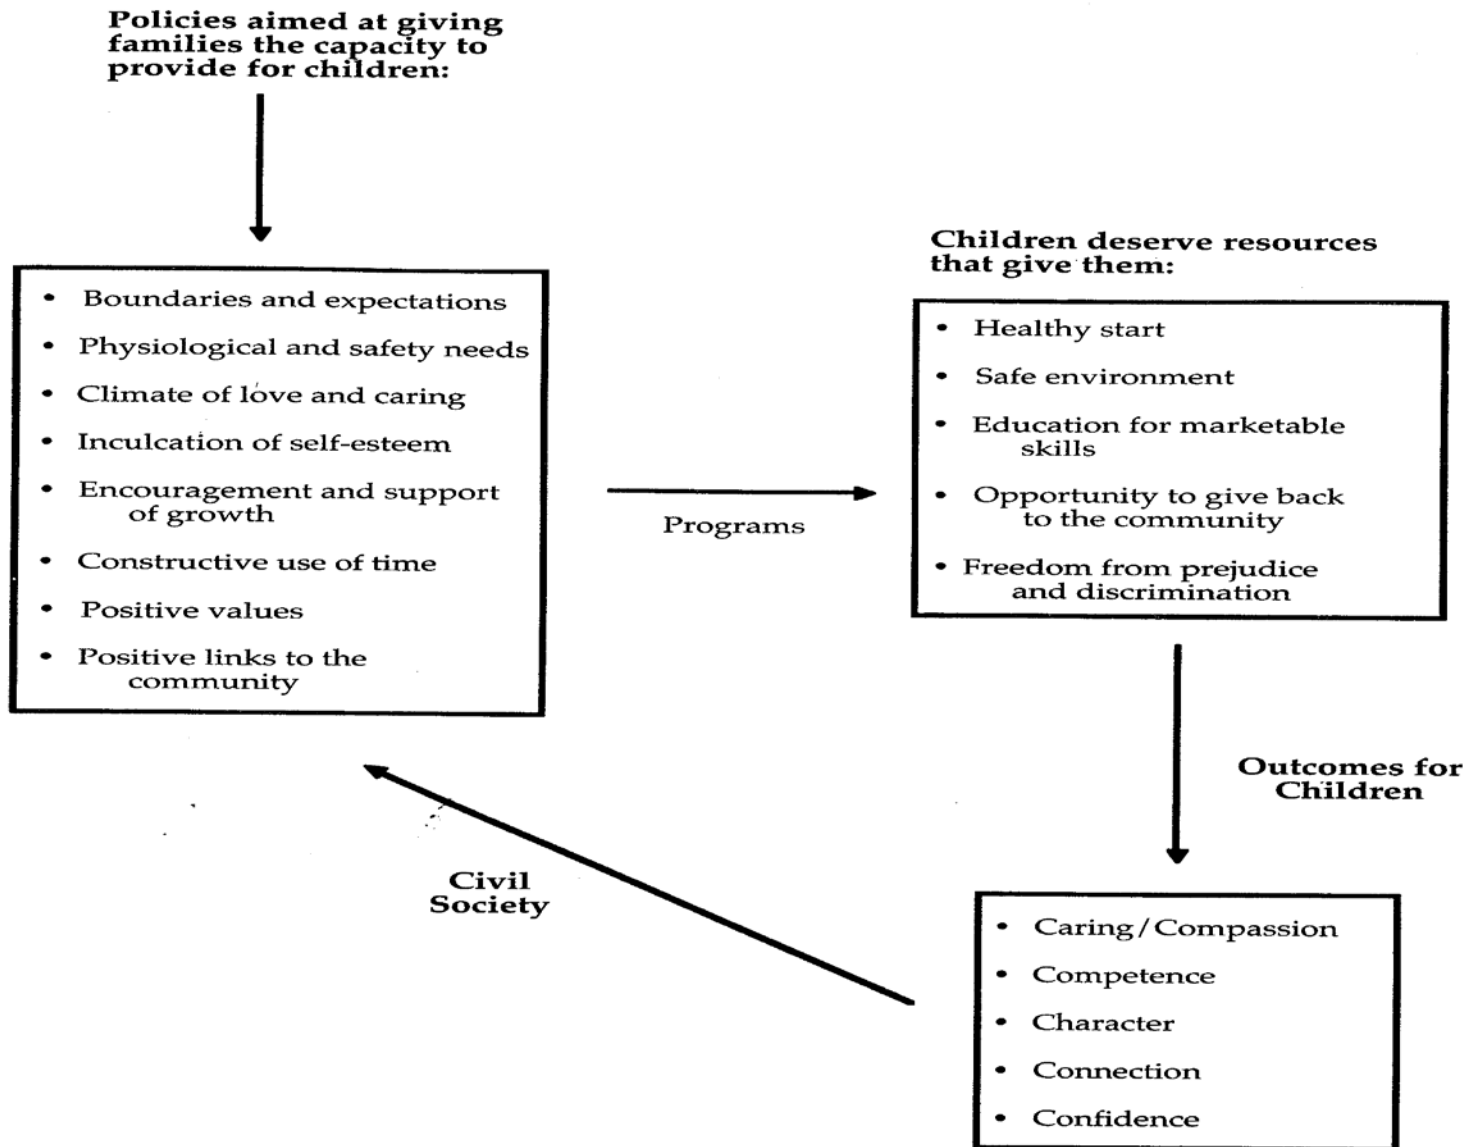 Policies aimed at giving
families the capacity to
provide for children:
• Boundaries and expectations
• Physiological and safety needs
• Climate of love and caring
• Inculcation of self-esteem
• Encouragement and support
of growth
• Constructive use of time
• Positive values
• Positive links to the
community
Programs
Children deserve resources
that give them:
• Healthy start
• Safe environment
• Education for marketable
skills
• Opportunity to give back
to the community
• Freedom from prejudice
and discrimination
Outcomes for
Children
• Caring/Compassion
• Competence
• Character
• Connection
• Confidence
Civil
Society